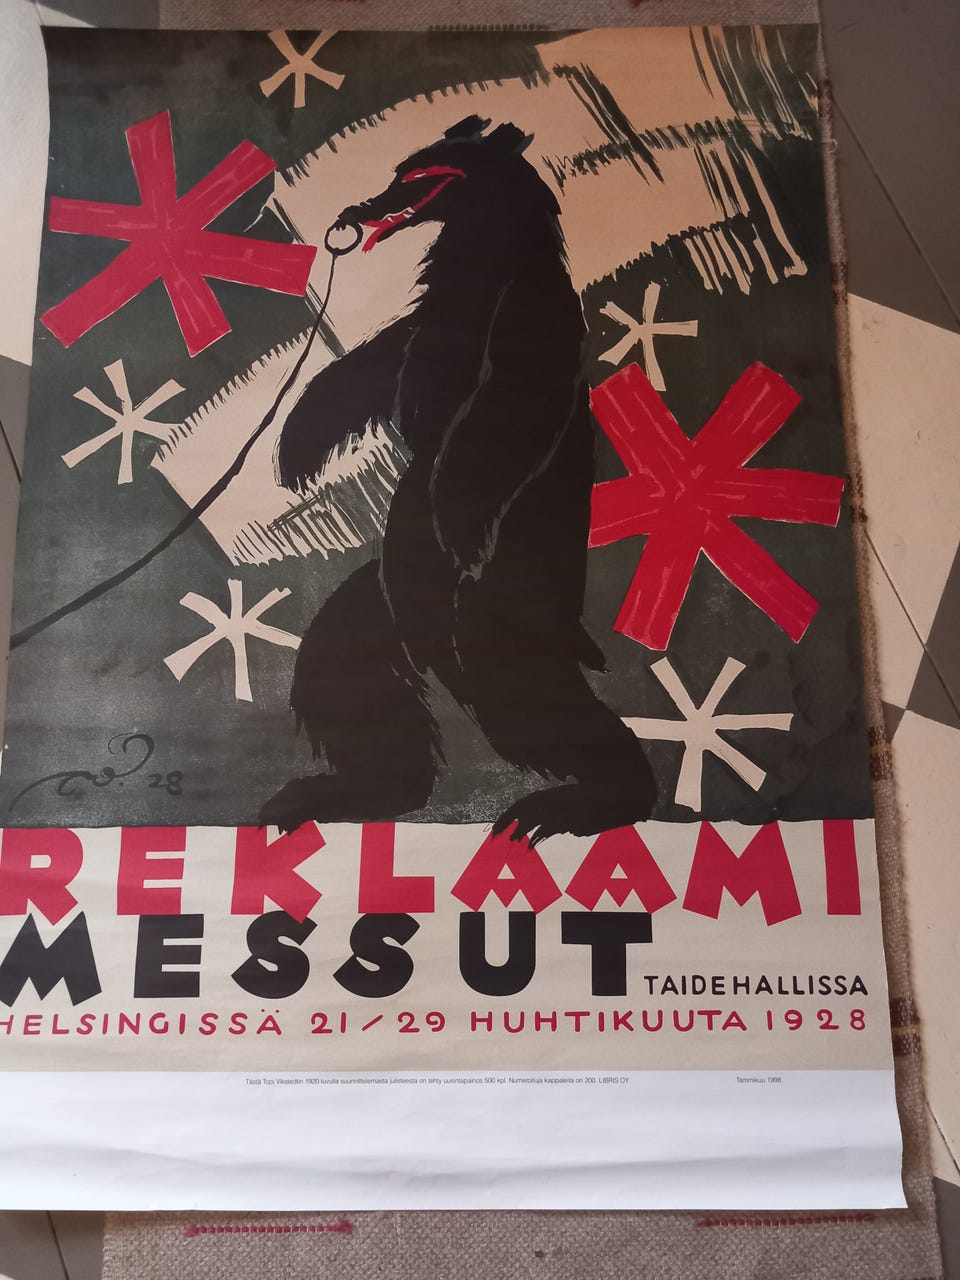 T.V. 28
REKLAAMI
MESSUT TAIDEHALLISSA
HELSINGISSÄ 21/29 HUHTIKUUTA 1928
Tästä Topi Vikstedtin 1920-luvulla suunnittelemasta julisteesta on tehty uusintapainos 500 kpl. Numeroituja kappaleita on 200. LIBRIS OY Tammikuu 1998